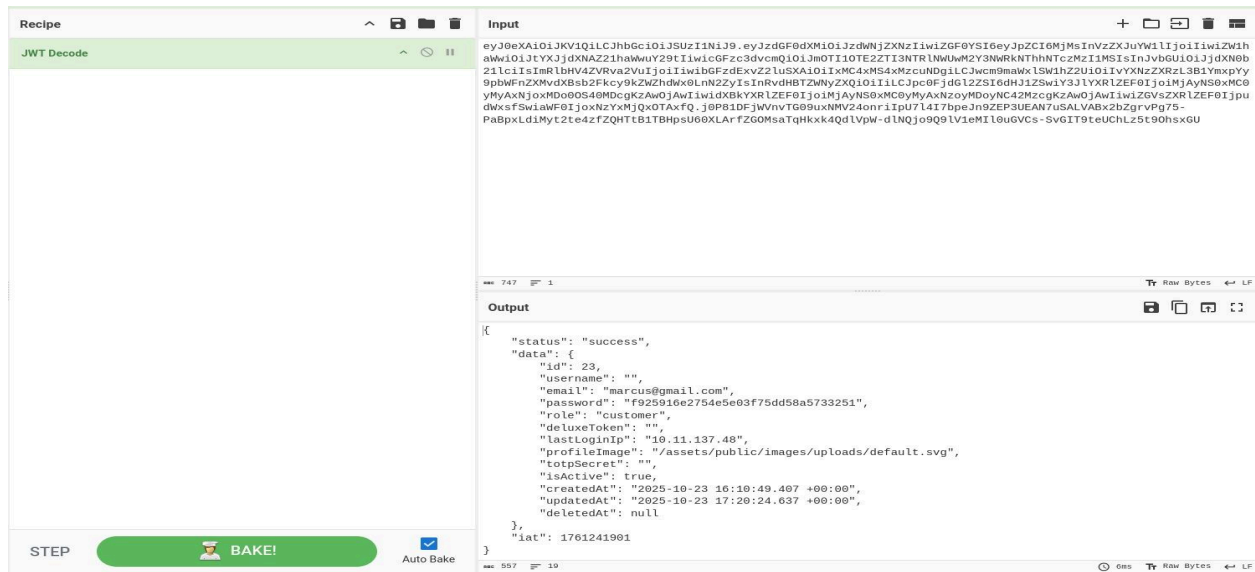 Recipe
JWT Decode
STEP
BAKE!
Auto Bake
Input
eyJ0eXAiOiJKV1QiLCJhbGciOiJSUzI1NiJ9.eyJzdGF0dXMiOiJzdWNjZXNzIiwiZGF0YSI6eyJpZCI6MjMsInVzZXJuYW1lIjoiIiwiZW1h
aWwiOiJtYXJjdXNAZ21haWwuY29tIiwicGFzc3dvcmQiOiJmOTI1OTE2ZTI3NTRlNWUwM2Y3NWRkNThhNTczMzI1MSIsInJvbGUiOiJjdXN0b
21lciIsImRlbHV4ZVRva2VuIjoiIiwibGFzdExvZ2luSXAiOiIxMC4xMS4xMzcuNDgiLCJwcm9maWxlSW1hZ2UiOiIvYXNzZXRzL3B1YmxpYy
9pbWFnZXMvdXBsb2Fkcy9kZWZhdWx0LnN2ZyIsInRvdHBTZWNyZXQiOiIiLCJpc0FjdGl2ZSI6dHJ1ZSwiY3JlYXRlZEF0IjoiMjAyNS0xMC0
yMyAxNjoxMDo0OS40MDcgKzAwOjAwIiwidXBkYXRlZEF0IjoiMjAyNS0xMC0yMyAxNzoyMDoyNC42MzcgKzAwOjAwIiwiZGVsZXRlZEF0Ijpu
dWxsfSwiaWF0IjoxNzYxMjQxOTAxfQ.j0P81DFjWVnvTG09uxNMV24onriIpU7l4I7bpeJn9ZEP3UEAN7uSALVABx2bZgrvPg75-
PaBpxLdiMyt2te4zfZQHTtB1TBHpsU60XLArfZGOMsaTqHkxk4QdlVpW-dlNQjo9Q9lV1eMIl0uGVCs-SvGIT9teUChLz5t9OhsxGU
747 1
Raw Bytes LF
Output
{
    "status": "success",
    "data": {
        "id": 23,
        "username": "",
        "email": "marcus@gmail.com",
        "password": "f925916e2754e5e03f75dd58a5733251",
        "role": "customer",
        "deluxeToken": "",
        "lastLoginIp": "10.11.137.48",
        "profileImage": "/assets/public/images/uploads/default.svg",
        "totpSecret": "",
        "isActive": true,
        "createdAt": "2025-10-23 16:10:49.407 +00:00",
        "updatedAt": "2025-10-23 17:20:24.637 +00:00",
        "deletedAt": null
    },
    "iat": 1761241901
}
557 19
6ms Raw Bytes LF